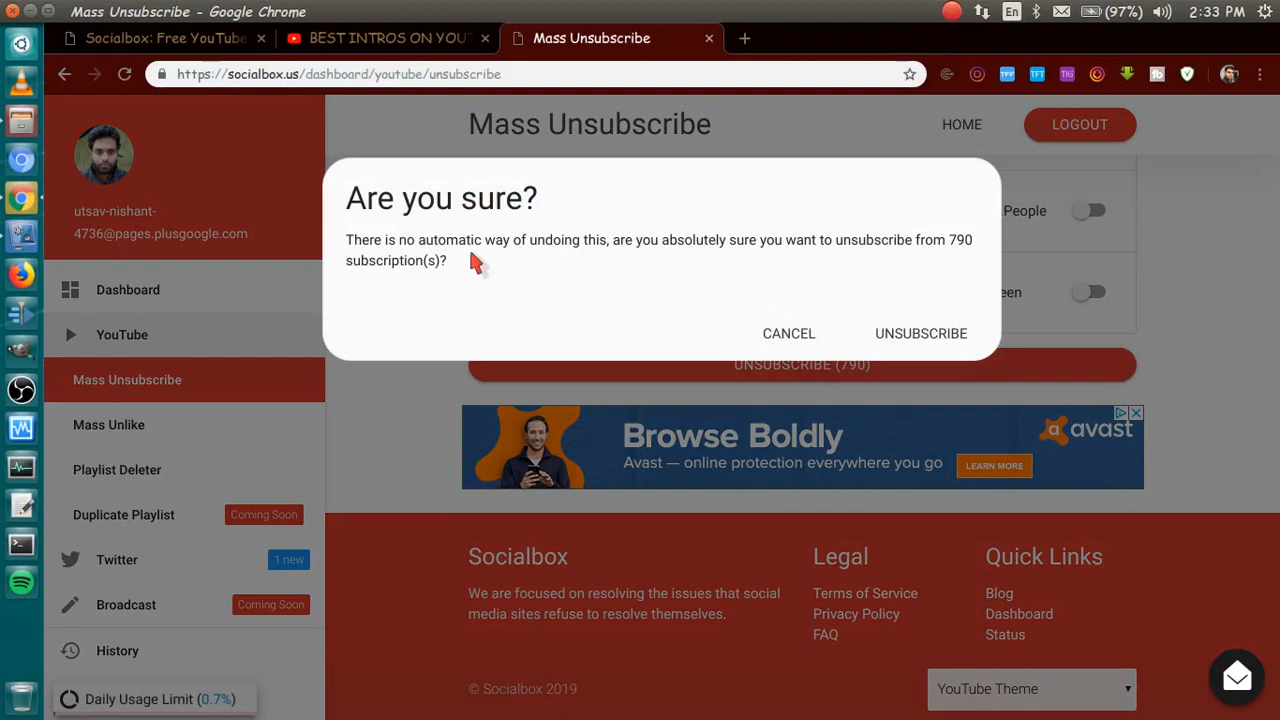 Mass Unsubscribe - Google Chrome
En
(97%)
2:33 PM
Socialbox: Free YouTube
BEST INTROS ON YOUT
Mass Unsubscribe
https://socialbox.us/dashboard/youtube/unsubscribe
TFF
TFT
TIG
Mass Unsubscribe
HOME
LOGOUT
utsav-nishant-
4736@pages.plusgoogle.com
Are you sure?
There is no automatic way of undoing this, are you absolutely sure you want to unsubscribe from 790
subscription(s)?
CANCEL
UNSUBSCRIBE
.People
een
UNSUBSCRIBE (790)
Dashboard
YouTube
Mass Unsubscribe
Mass Unlike
Playlist Deleter
Duplicate Playlist
Coming Soon
Twitter
1 new
Broadcast
Coming Soon
History
Daily Usage Limit (0.7%)
Browse Boldly
Avast — online protection everywhere you go
LEARN MORE
avast
Socialbox
We are focused on resolving the issues that social
media sites refuse to resolve themselves.
Legal
Terms of Service
Privacy Policy
FAQ
Quick Links
Blog
Dashboard
Status
© Socialbox 2019
YouTube Theme